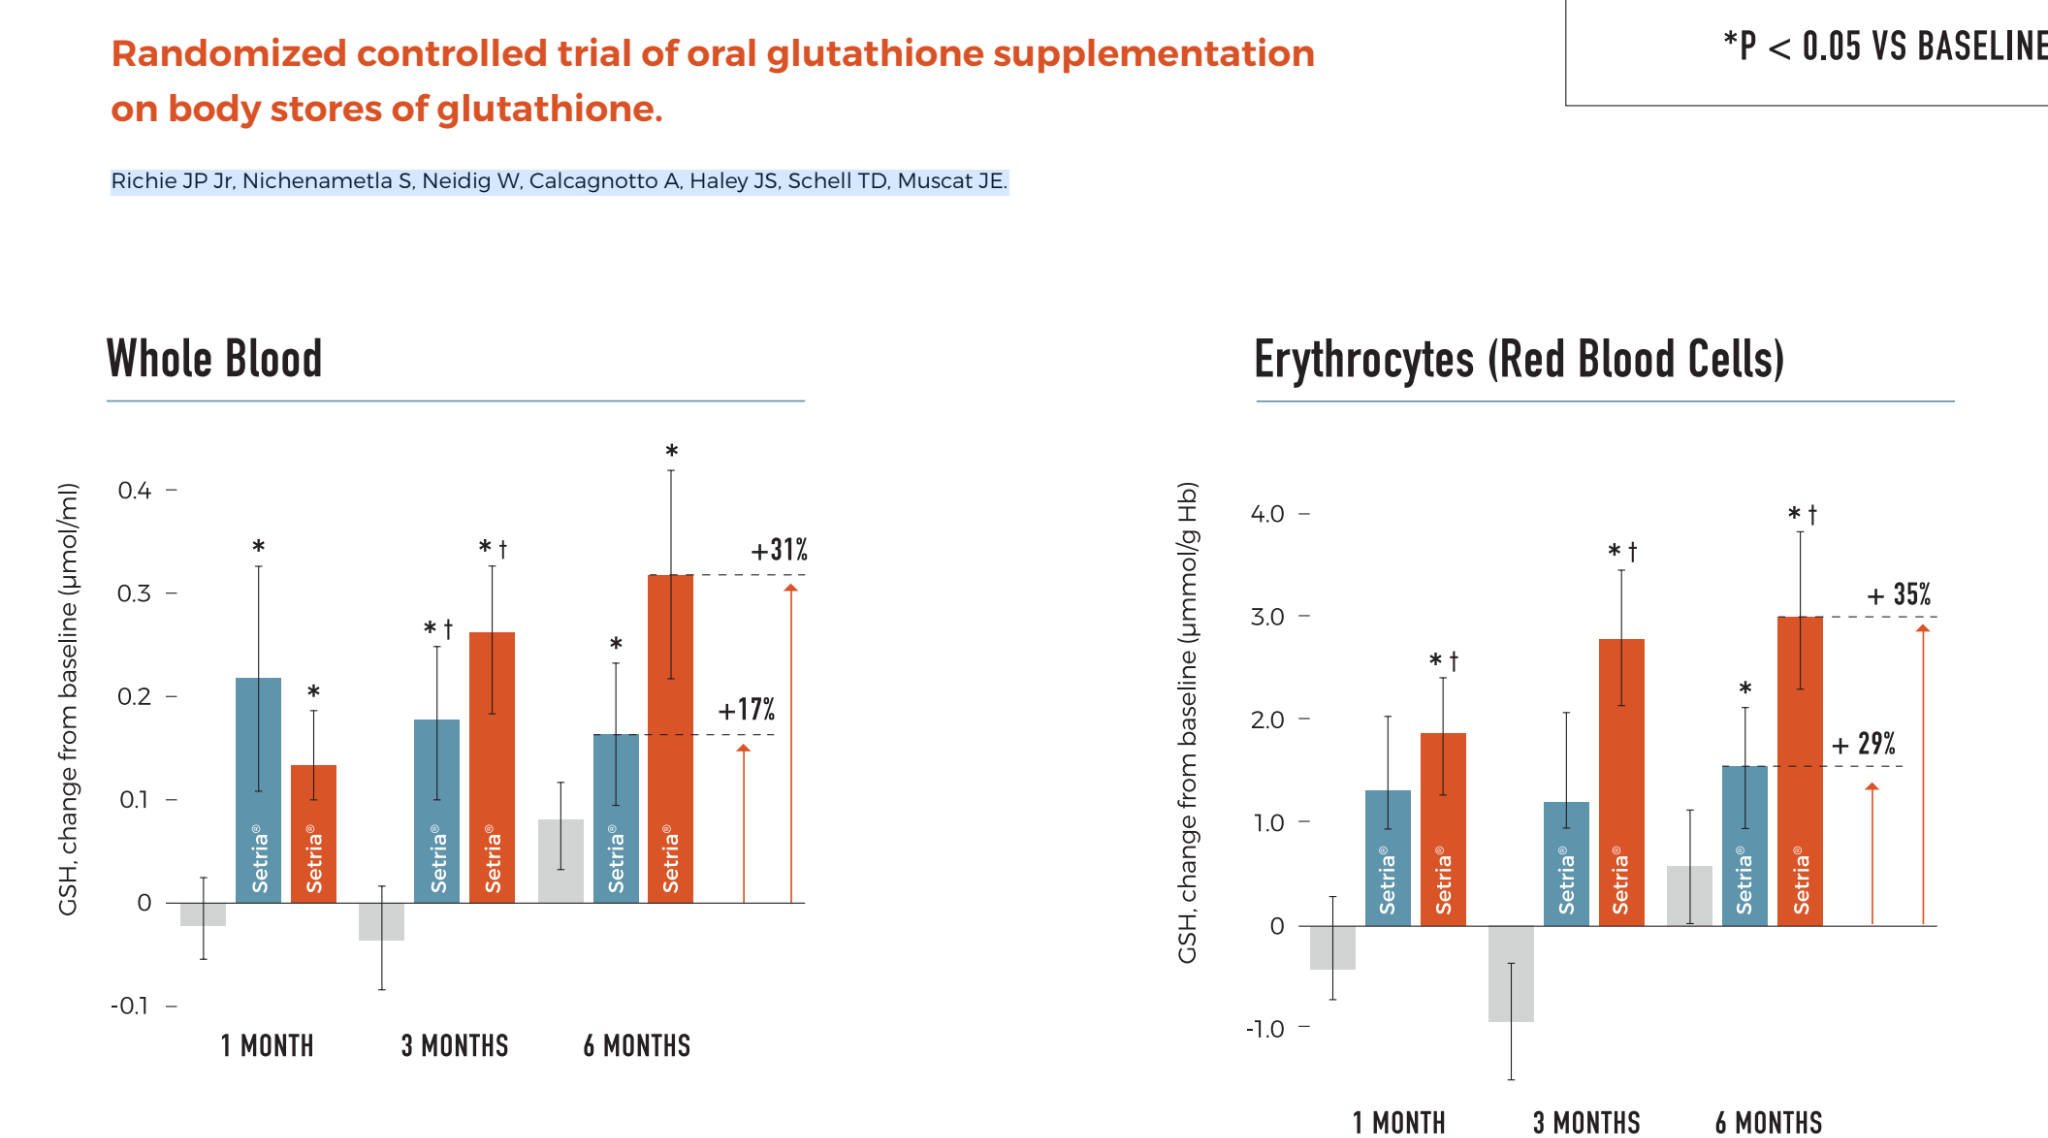 *P < 0.05 VS BASELINE
Randomized controlled trial of oral glutathione supplementation
on body stores of glutathione.
Richie JP Jr, Nichenametla S, Neidig W, Calcagnotto A, Haley JS, Schell TD, Muscat JE.
Whole Blood
GSH, change from baseline (µmol/ml)
0.4
0.3
0.2
0.1
0
-0.1
*
*
* †
* †
*
*
+31%
+17%
Setria®
Setria®
Setria®
Setria®
Setria®
Setria®
1 MONTH
3 MONTHS
6 MONTHS
Erythrocytes (Red Blood Cells)
GSH, change from baseline (µmmol/g Hb)
4.0
3.0
2.0
1.0
0
-1.0
* †
* †
*
* †
+ 35%
+ 29%
Setria®
Setria®
Setria®
Setria®
Setria®
Setria®
1 MONTH
3 MONTHS
6 MONTHS